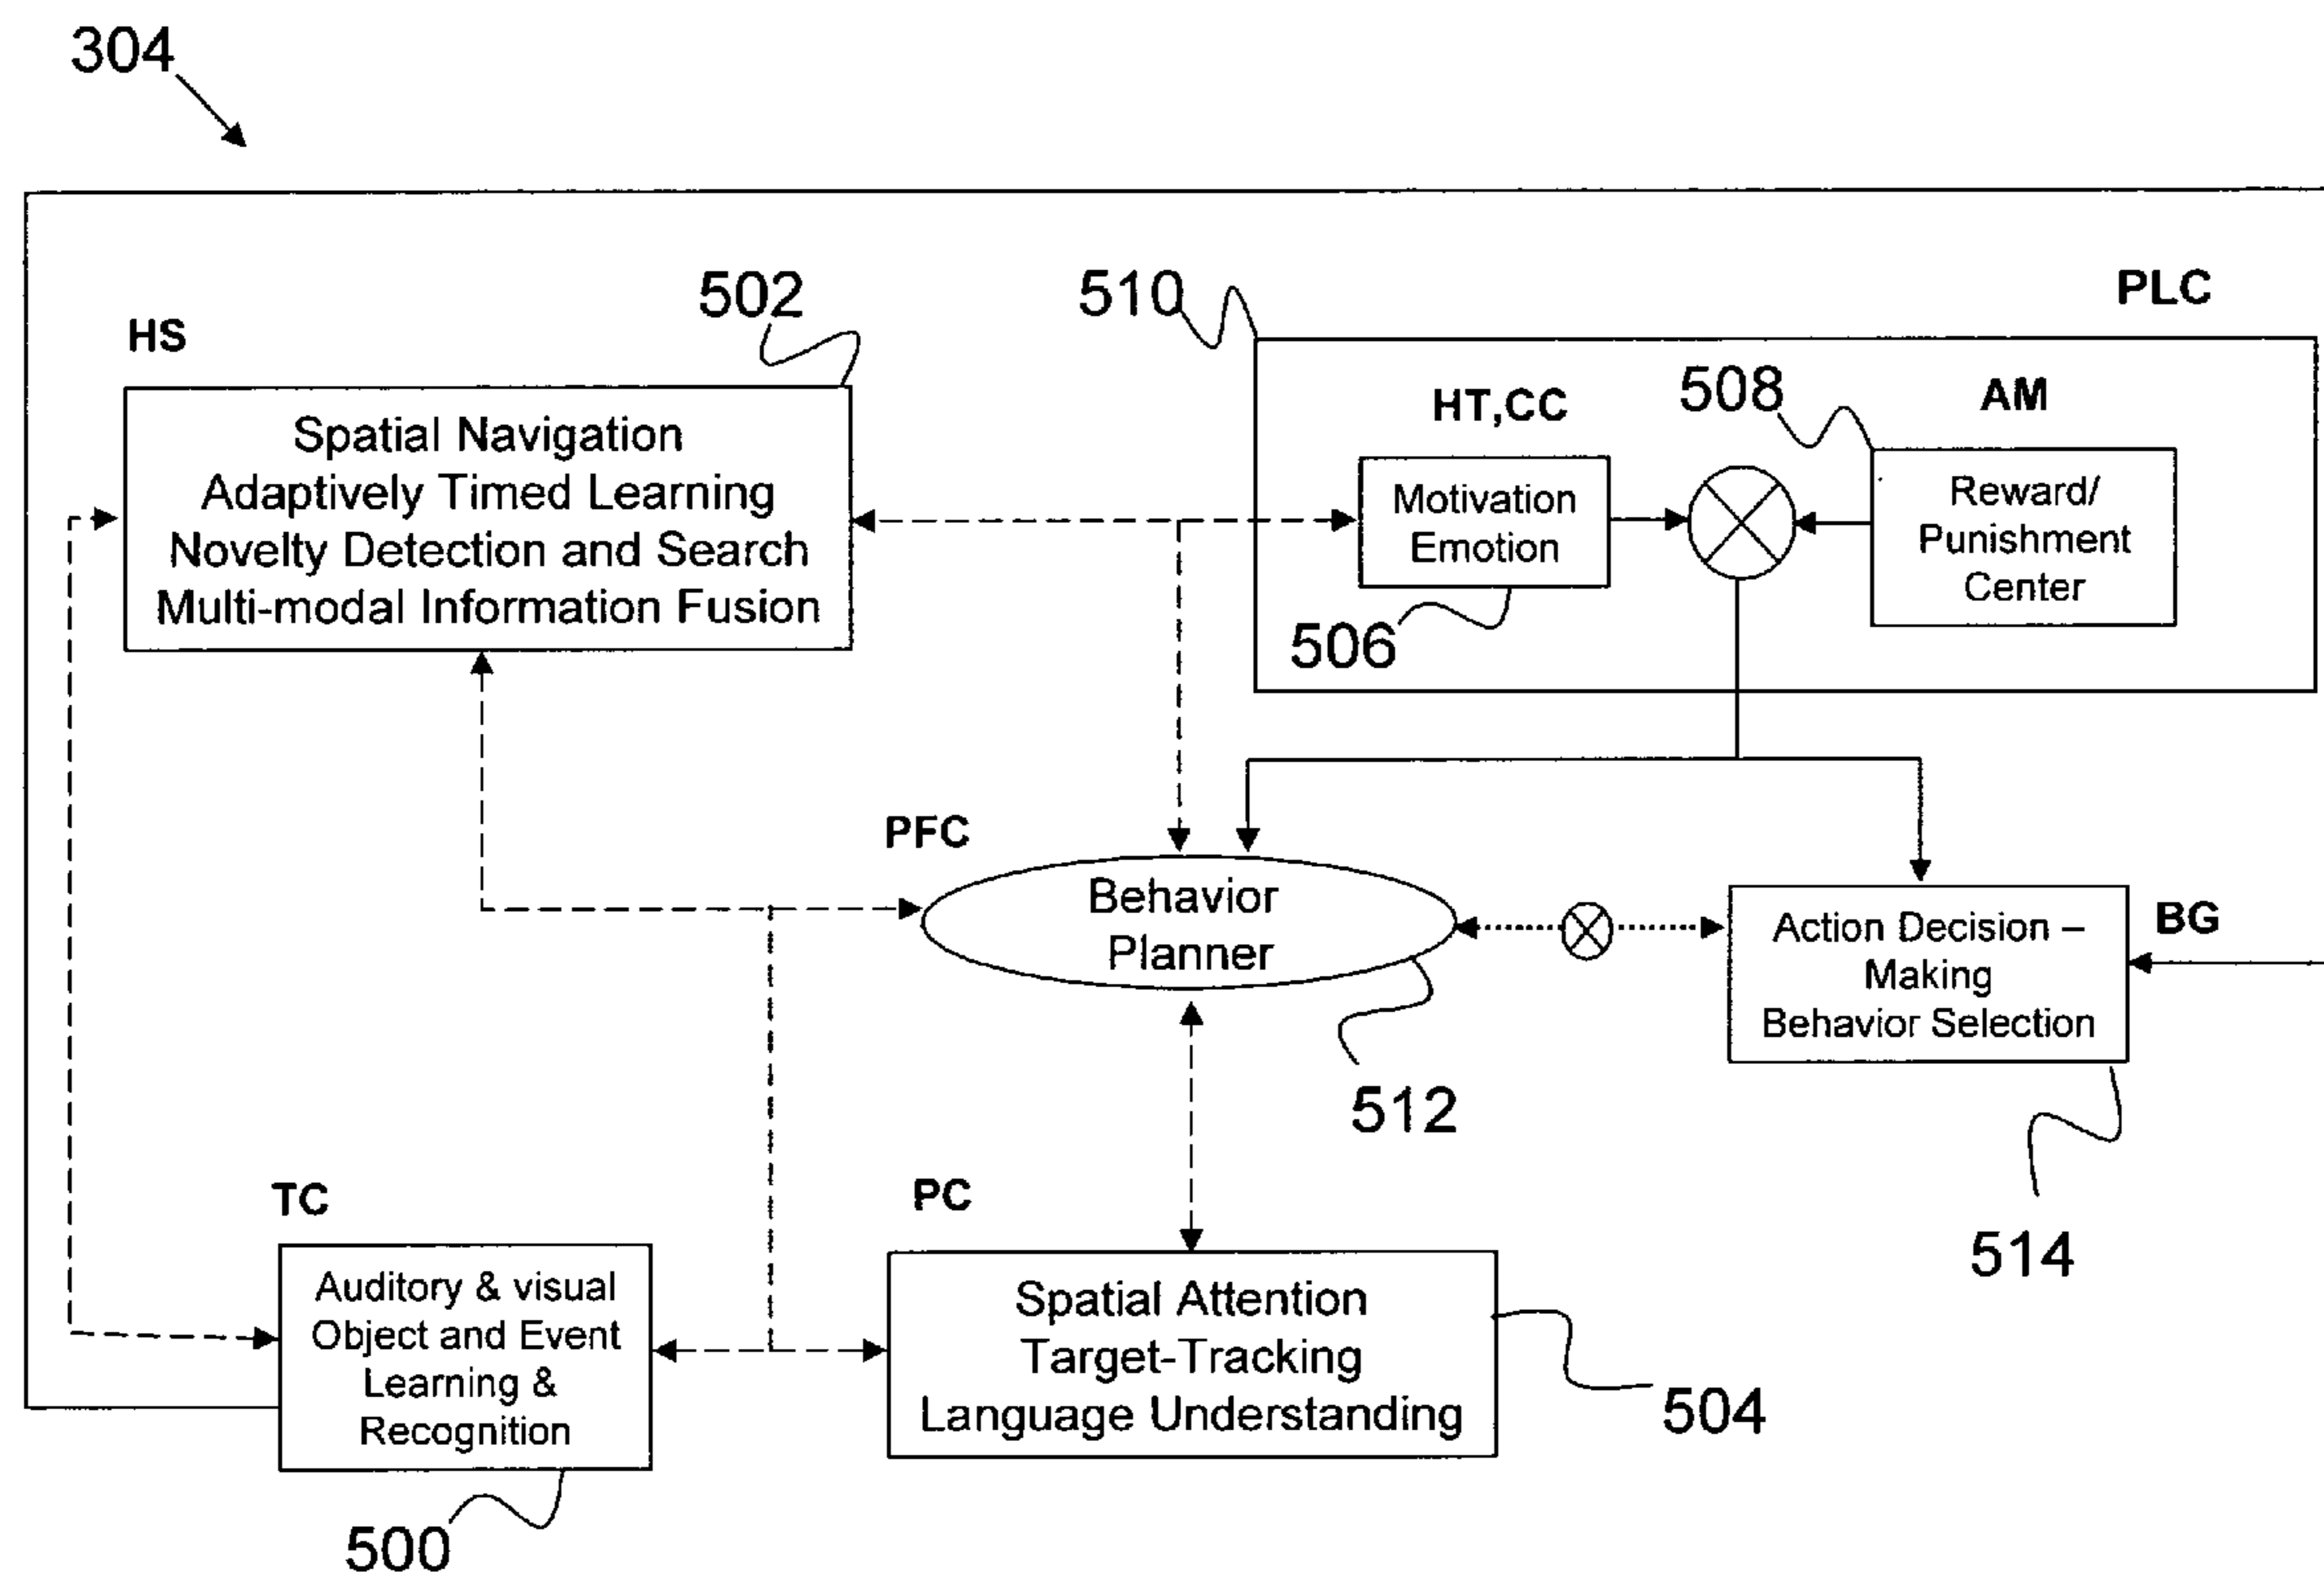 304
502
510
PLC
HS
508
HT,CC
AM
Spatial Navigation
Adaptively Timed Learning
Novelty Detection and Search
Multi-modal Information Fusion
Motivation
Emotion
Reward/
Punishment
Center
506
PFC
Behavior
Planner
Action Decision –
Making
Behavior Selection
BG
512
TC
PC
514
Auditory & visual
Object and Event
Learning &
Recognition
Spatial Attention
Target-Tracking
Language Understanding
504
500